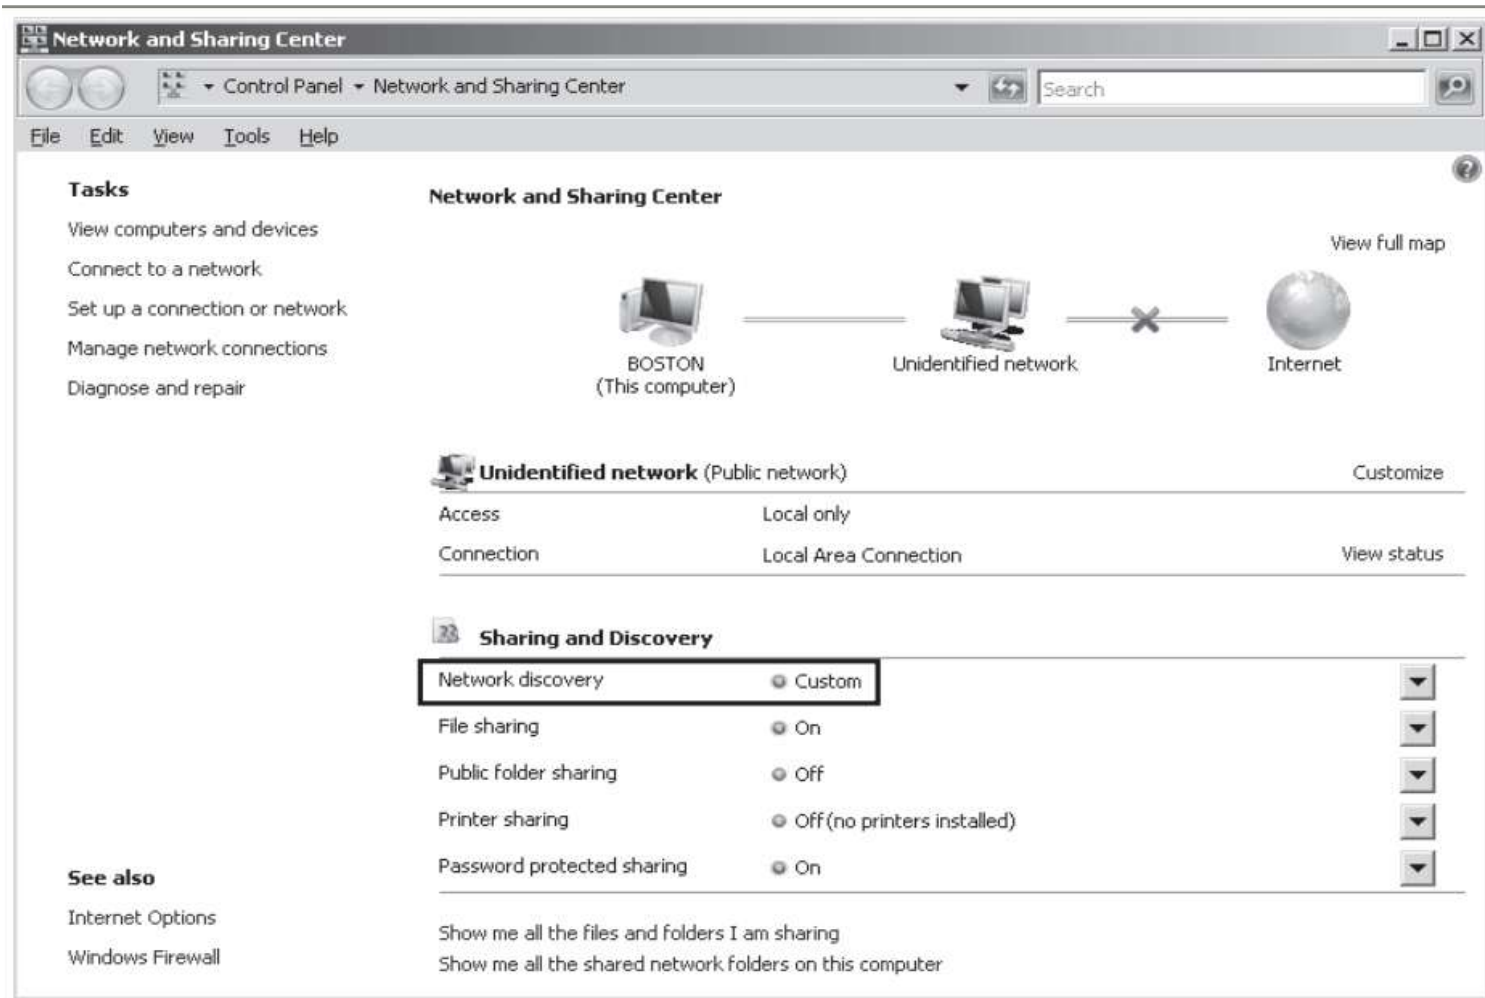 Network and Sharing Center
Control Panel Network and Sharing Center
Search
File Edit View Tools Help
Tasks
View computers and devices
Connect to a network
Set up a connection or network
Manage network connections
Diagnose and repair
See also
Internet Options
Windows Firewall
Network and Sharing Center
View full map
BOSTON
(This computer)
Unidentified network
Internet
Unidentified network (Public network) Customize
Access Local only
Connection Local Area Connection View status
Sharing and Discovery
Network discovery Custom
File sharing On
Public folder sharing Off
Printer sharing Off(no printers installed)
Password protected sharing On
Show me all the files and folders I am sharing
Show me all the shared network folders on this computer